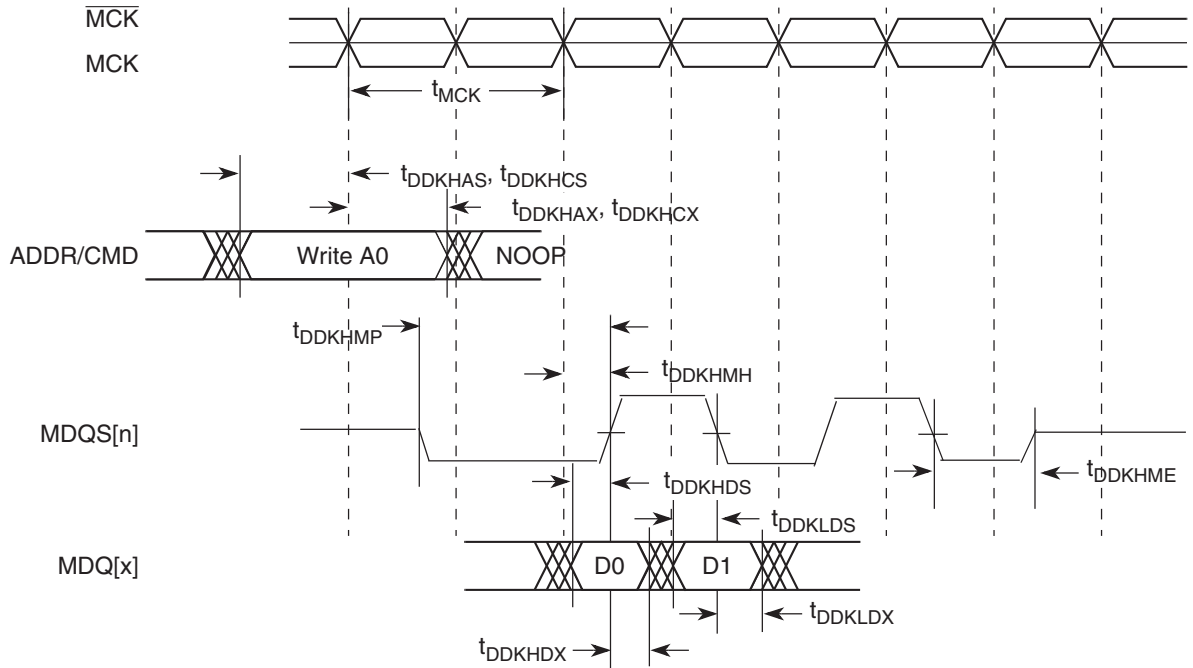 MCK
MCK
tMCK
tDDKHAS, tDDKHCS
tDDKHAX, tDDKHCX
ADDR/CMD
Write A0
NOOP
tDDKHMP
tDDKHMH
MDQS[n]
tDDKHDS
tDDKHME
tDDKLDS
MDQ[x]
D0
D1
tDDKLDX
tDDKHDX